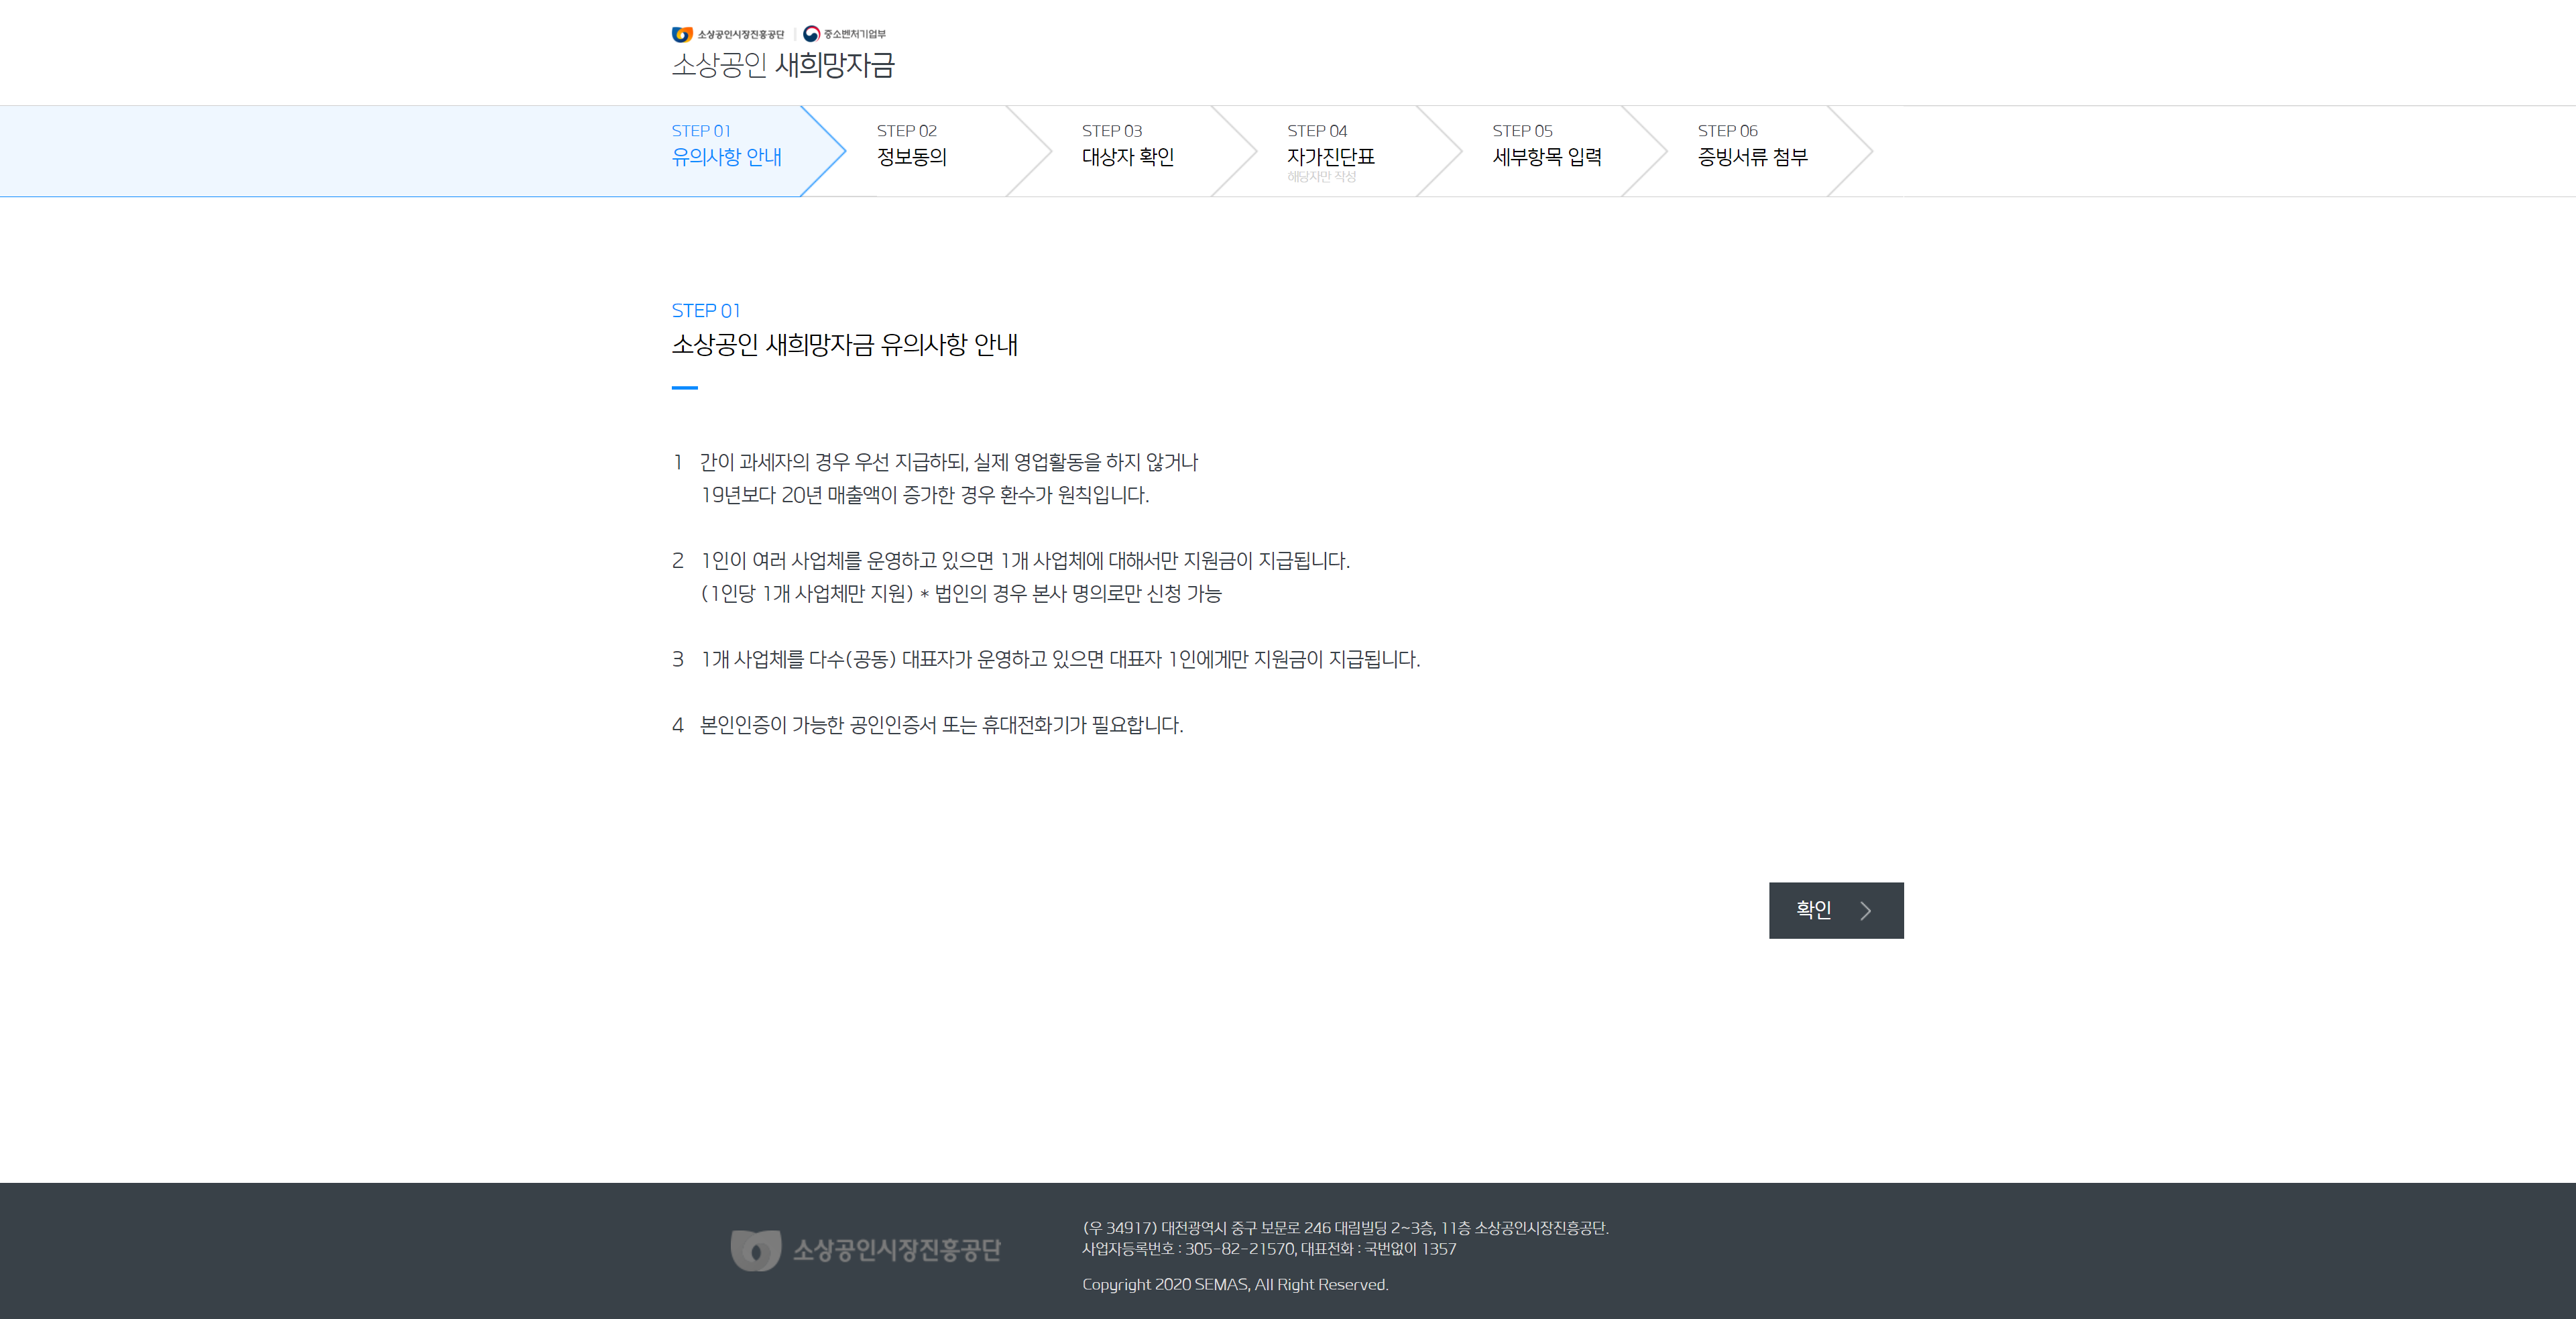 소상공인시장진흥공단 중소벤처기업부
소상공인 새희망자금
STEP 01
유의사항 안내
STEP 02
정보동의
STEP 03
대상자 확인
STEP 04
자가진단표
해당자만 작성
STEP 05
세부항목 입력
STEP 06
증빙서류 첨부
STEP 01
소상공인 새희망자금 유의사항 안내
1 간이 과세자의 경우 우선 지급하되, 실제 영업활동을 하지 않거나
19년보다 20년 매출액이 증가한 경우 환수가 원칙입니다.
2 1인이 여러 사업체를 운영하고 있으면 1개 사업체에 대해서만 지원금이 지급됩니다.
(1인당 1개 사업체만 지원) * 법인의 경우 본사 명의로만 신청 가능
3 1개 사업체를 다수(공동) 대표자가 운영하고 있으면 대표자 1인에게만 지원금이 지급됩니다.
4 본인인증이 가능한 공인인증서 또는 휴대전화기가 필요합니다.
확인
소상공인시장진흥공단
(우 34917) 대전광역시 중구 보문로 246 대림빌딩 2~3층, 11층 소상공인시장진흥공단.
사업자등록번호 : 305-82-21570, 대표전화 : 국번없이 1357
Copyright 2020 SEMAS, All Right Reserved.